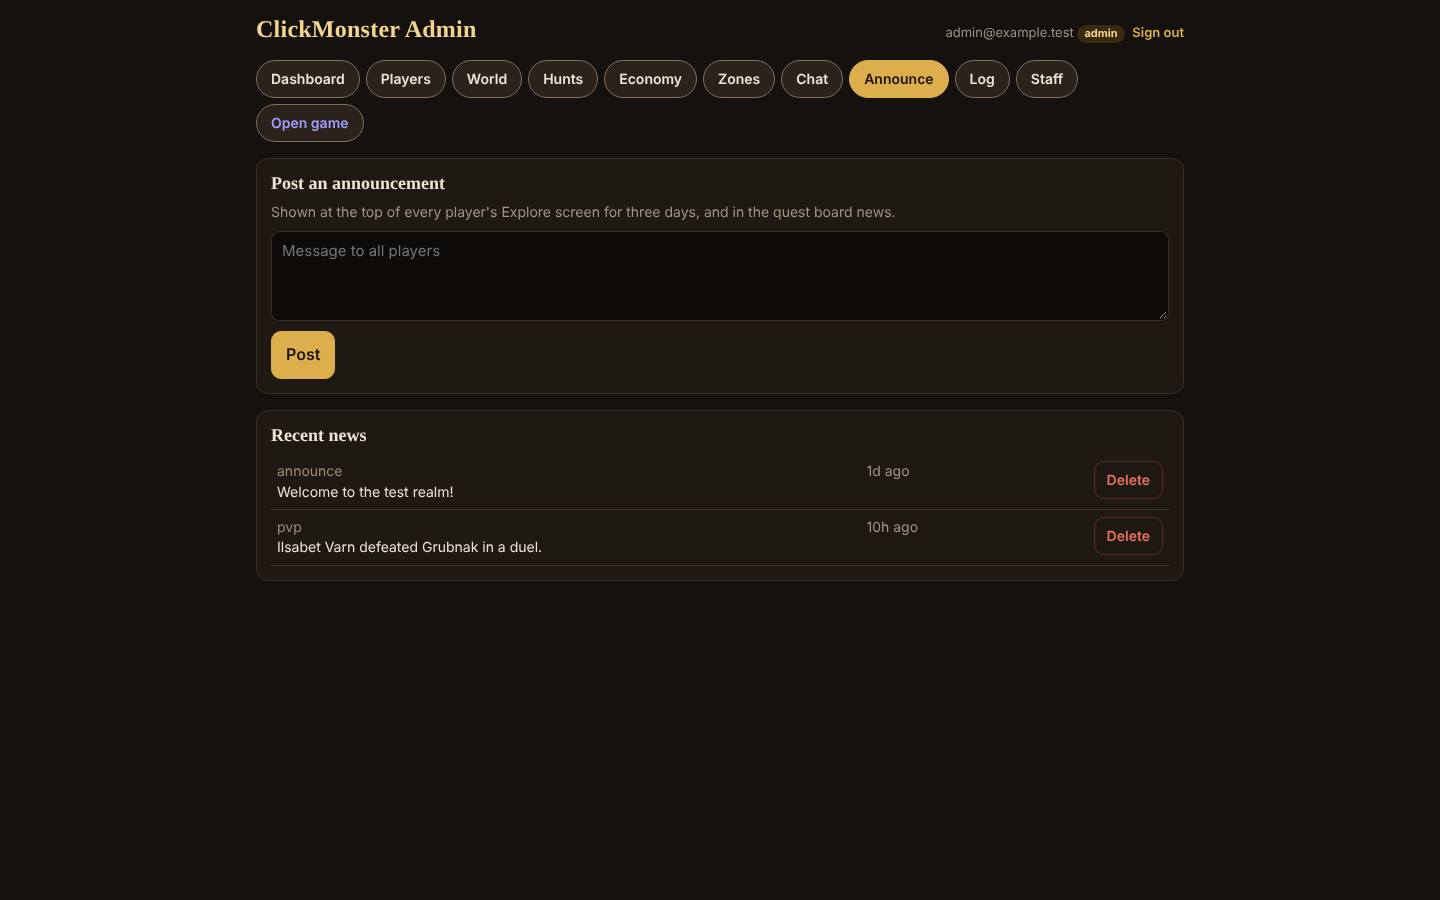 ClickMonster Admin
admin@example.test admin Sign out
Dashboard Players World Hunts Economy Zones Chat Announce Log Staff
Open game
Post an announcement
Shown at the top of every player's Explore screen for three days, and in the quest board news.
Message to all players
Post
Recent news
announce 1d ago
Welcome to the test realm!
Delete
pvp 10h ago
Ilsabet Varn defeated Grubnak in a duel.
Delete